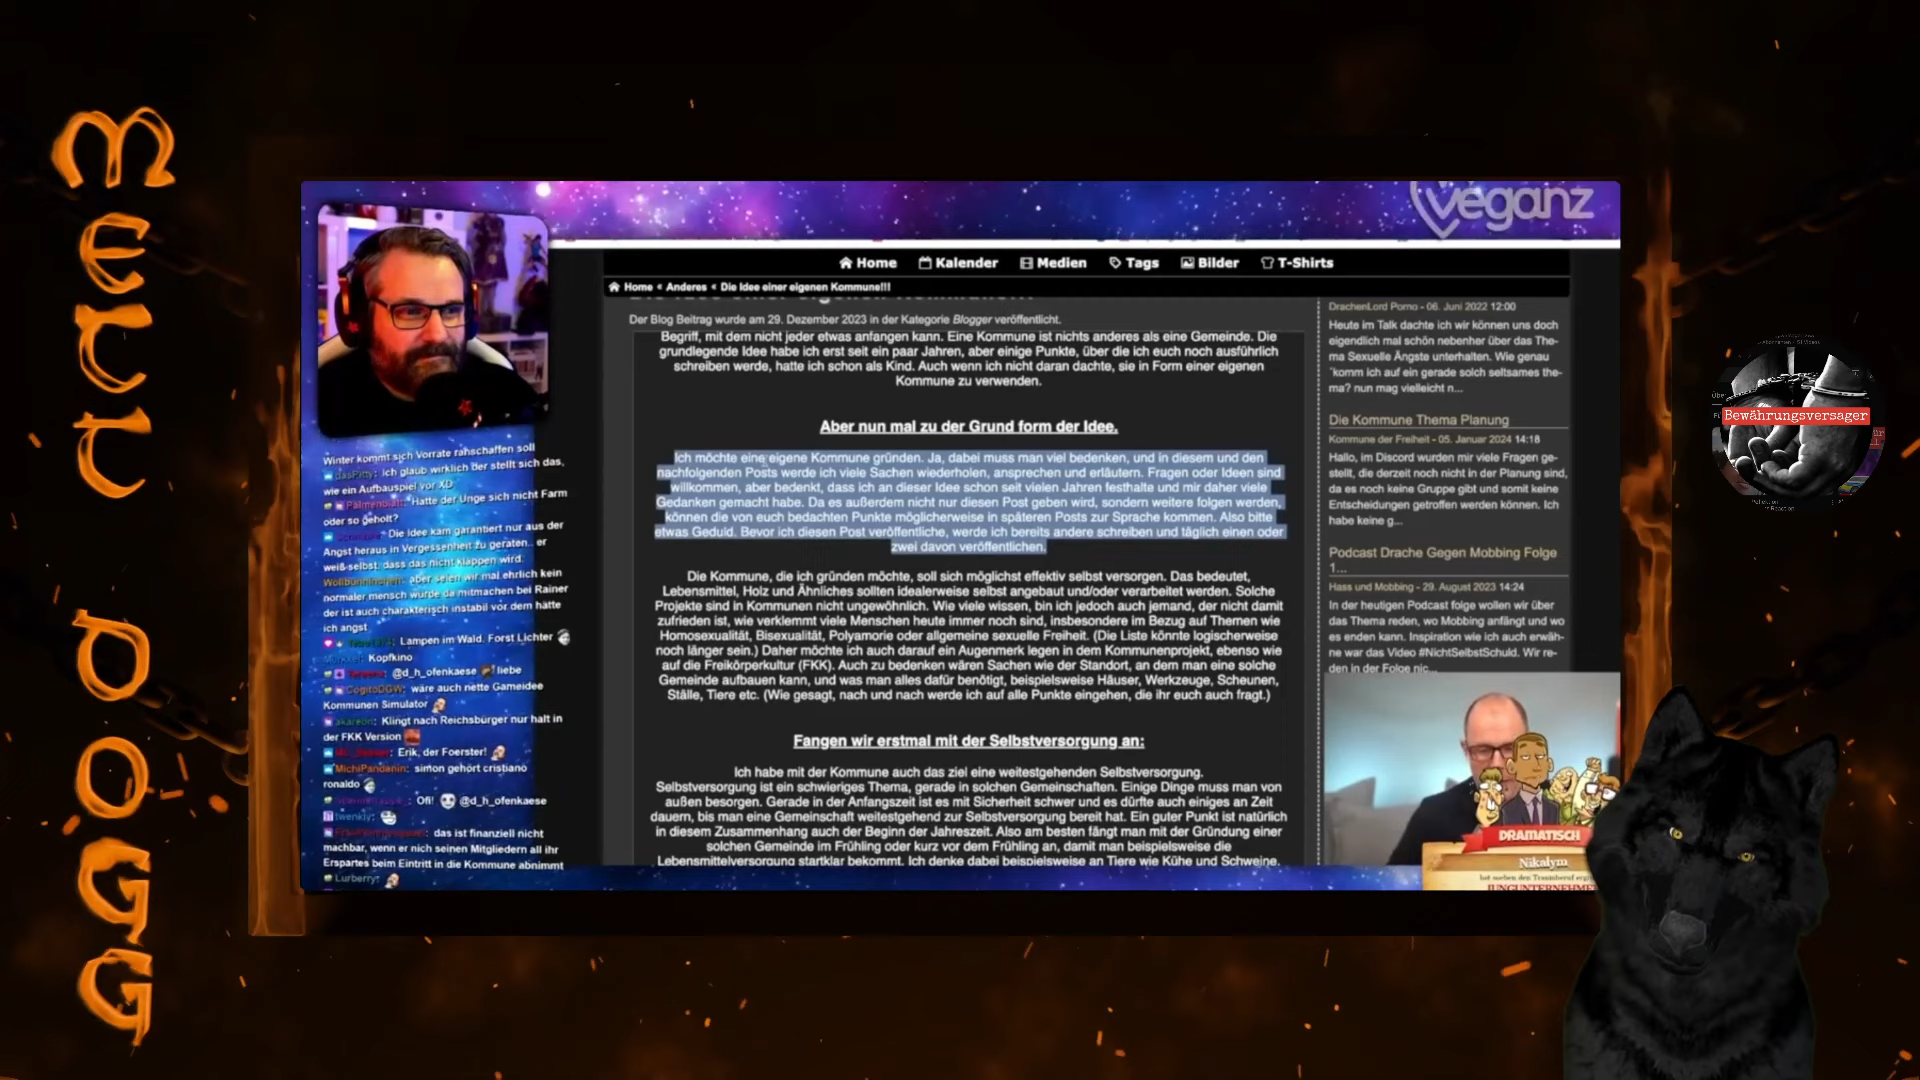 MELL DOGG
veganz
Home Kalender Medien Tags Bilder T-Shirts
Home « Anderes « Die Idee einer eigenen Kommune!!!
Der Blog Beitrag wurde am 29. Dezember 2023 in der Kategorie Blogger veröffentlicht.
Begriff, mit dem nicht jeder etwas anfangen kann. Eine Kommune ist nichts anderes als eine Gemeinde. Die
grundlegende Idee habe ich erst seit ein paar Jahren, aber einige Punkte, über die ich euch noch ausführlich
schreiben werde, hatte ich schon als Kind. Auch wenn ich nicht daran dachte, sie in Form einer eigenen
Kommune zu verwenden.
Aber nun mal zu der Grund form der Idee.
Ich möchte eine eigene Kommune gründen. Ja, dabei muss man viel bedenken, und in diesem und den
nachfolgenden Posts werde ich viele Sachen wiederholen, ansprechen und erläutern. Fragen oder Ideen sind
willkommen, aber bedenkt, dass ich an dieser Idee schon seit vielen Jahren festhalte und mir daher viele
Gedanken gemacht habe. Da es außerdem nicht nur diesen Post geben wird, sondern weitere folgen werden,
können die von euch bedachten Punkte möglicherweise in späteren Posts zur Sprache kommen. Also bitte
etwas Geduld. Bevor ich diesen Post veröffentliche, werde ich bereits andere schreiben und täglich einen oder
zwei davon veröffentlichen.
Die Kommune, die ich gründen möchte, soll sich möglichst effektiv selbst versorgen. Das bedeutet,
Lebensmittel, Holz und Ähnliches sollten idealerweise selbst angebaut und/oder verarbeitet werden. Solche
Projekte sind in Kommunen nicht ungewöhnlich. Wie viele wissen, bin ich jedoch auch jemand, der nicht damit
zufrieden ist, wie verklemmt viele Menschen heute immer noch sind, insbesondere im Bezug auf Themen wie
Homosexualität, Bisexualität, Polyamorie oder allgemeine sexuelle Freiheit. (Die Liste könnte logischerweise
noch länger sein.) Daher möchte ich auch darauf ein Augenmerk legen in dem Kommunenprojekt, ebenso wie
auf die Freikörperkultur (FKK). Auch zu bedenken wären Sachen wie der Standort, an dem man eine solche
Gemeinde aufbauen kann, und was man alles dafür benötigt, beispielsweise Häuser, Werkzeuge, Scheunen,
Ställe, Tiere etc. (Wie gesagt, nach und nach werde ich auf alle Punkte eingehen, die ihr euch auch fragt.)
Fangen wir erstmal mit der Selbstversorgung an:
Ich habe mit der Kommune auch das ziel eine weitestgehenden Selbstversorgung.
Selbstversorgung ist ein schwieriges Thema, gerade in solchen Gemeinschaften. Einige Dinge muss man von
außen besorgen. Gerade in der Anfangszeit ist es mit Sicherheit schwer und es dürfte auch einiges an Zeit
dauern, bis man eine Gemeinschaft weitestgehend zur Selbstversorgung bereit hat. Ein guter Punkt ist natürlich
in diesem Zusammenhang auch der Beginn der Jahreszeit. Also am besten fängt man mit der Gründung einer
solchen Gemeinde im Frühling oder kurz vor dem Frühling an, damit man beispielsweise die
Lebensmittelversorgung startklar bekommt. Ich denke dabei beispielsweise an Tiere wie Kühe und Schweine,
DrachenLord Porno - 06. Juni 2022 12:00
Heute im Talk dachte ich wir können uns doch
eigendlich mal schön nebenher über das The-
ma Sexuelle Ängste unterhalten. Wie genau
"komm ich auf ein gerade solch seltsames the-
ma? nun mag vielleicht n...
Die Kommune Thema Planung
Kommune der Freiheit - 05. Januar 2024 14:18
Hallo, im Discord wurden mir viele Fragen ge-
stellt, die derzeit noch nicht in der Planung sind,
da es noch keine Gruppe gibt und somit keine
Entscheidungen getroffen werden können. Ich
habe keine g...
Podcast Drache Gegen Mobbing Folge
1...
Hass und Mobbing - 29. August 2023 14:24
In der heutigen Podcast folge wollen wir über
das Thema reden, wo Mobbing anfängt und wo
es enden kann. Inspiration wie ich auch erwäh-
ne war das Video #NichtSelbstSchuld. Wir re-
den in der Folge nic...
Winter kommt sich Vorräte ranschaffen soll
dasPitty: Ich glaub wirklich der stellt sich das,
wie ein Aufbauspiel vor XD
Hatte der Unge sich nicht Farm
oder so geholt?
Die Idee kam garantiert nur aus der
Angst heraus in Vergessenheit zu geraten.. er
weiß selbst, dass das nicht klappen wird.
aber seien wir mal ehrlich kein
normaler mensch würde da mitmachen bei Rainer
der ist auch charakterisch instabil vor dem hätte
ich angst
Lampen im Wald. Forst Lichter
Kopfkino
@d_h_ofenkaese liebe
CogitoDGW: wäre auch nette Gameidee
Kommunen Simulator
akareon: Klingt nach Reichsbürger nur halt in
der FKK Version
Erik, der Foerster!
MichiPandanin: simon gehört cristiano
ronaldo
Ofi! @d_h_ofenkaese
twenkly:
das ist finanziell nicht
machbar, wenn er nich seinen Mitgliedern all ihr
Erspartes beim Eintritt in die Kommune abnimmt
Lurberry:
DRAMATISCH
Nikalym
hat soeben den Traumberuf
JUNGUNTERNEHMER
Bewährungsversager